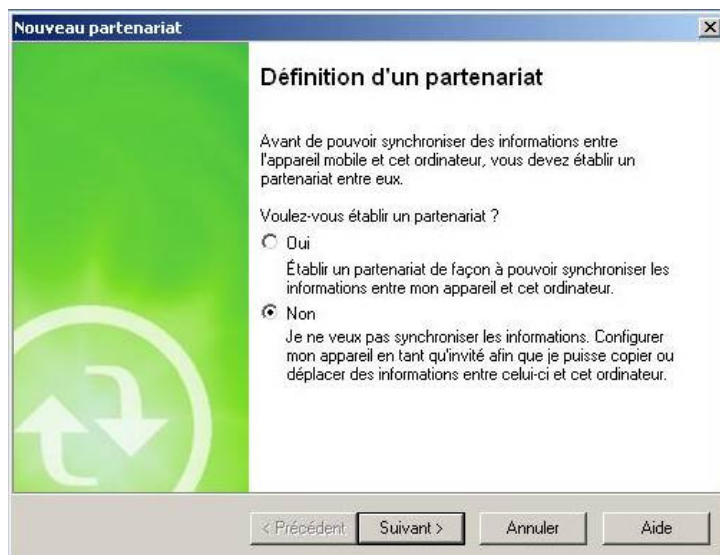 Nouveau partenariat
Définition d'un partenariat
Avant de pouvoir synchroniser des informations entre
l'appareil mobile et cet ordinateur, vous devez établir un
partenariat entre eux.
Voulez-vous établir un partenariat ?
Oui
Établir un partenariat de façon à pouvoir synchroniser les
informations entre mon appareil et cet ordinateur.
Non
Je ne veux pas synchroniser les informations. Configurer
mon appareil en tant qu'invité afin que je puisse copier ou
déplacer des informations entre celui-ci et cet ordinateur.
< Précédent
Suivant >
Annuler
Aide